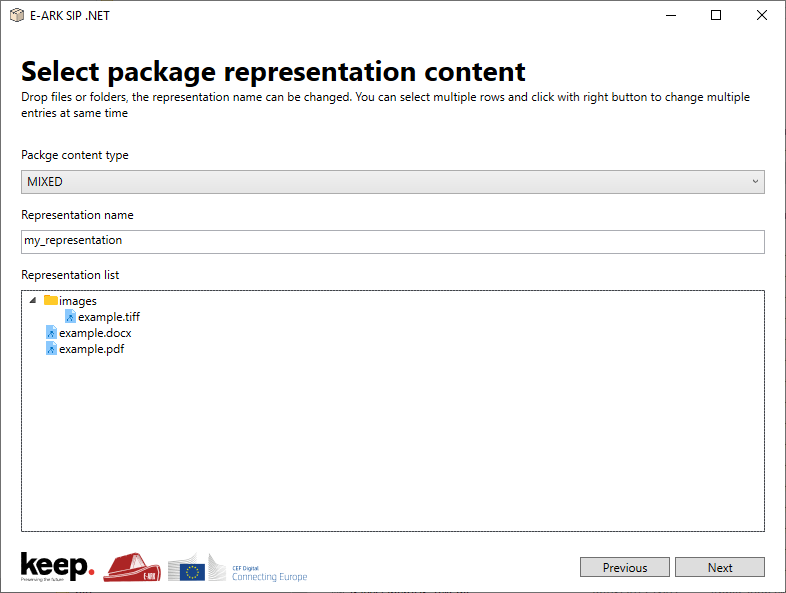 E-ARK SIP .NET
Select package representation content
Drop files or folders, the representation name can be changed. You can select multiple rows and click with right button to change multiple
entries at same time
Packge content type
MIXED
Representation name
my_representation
Representation list
images
example.tiff
example.docx
example.pdf
keep.
Preserving the future
E-ARK
CEF Digital
Connecting Europe
Previous
Next